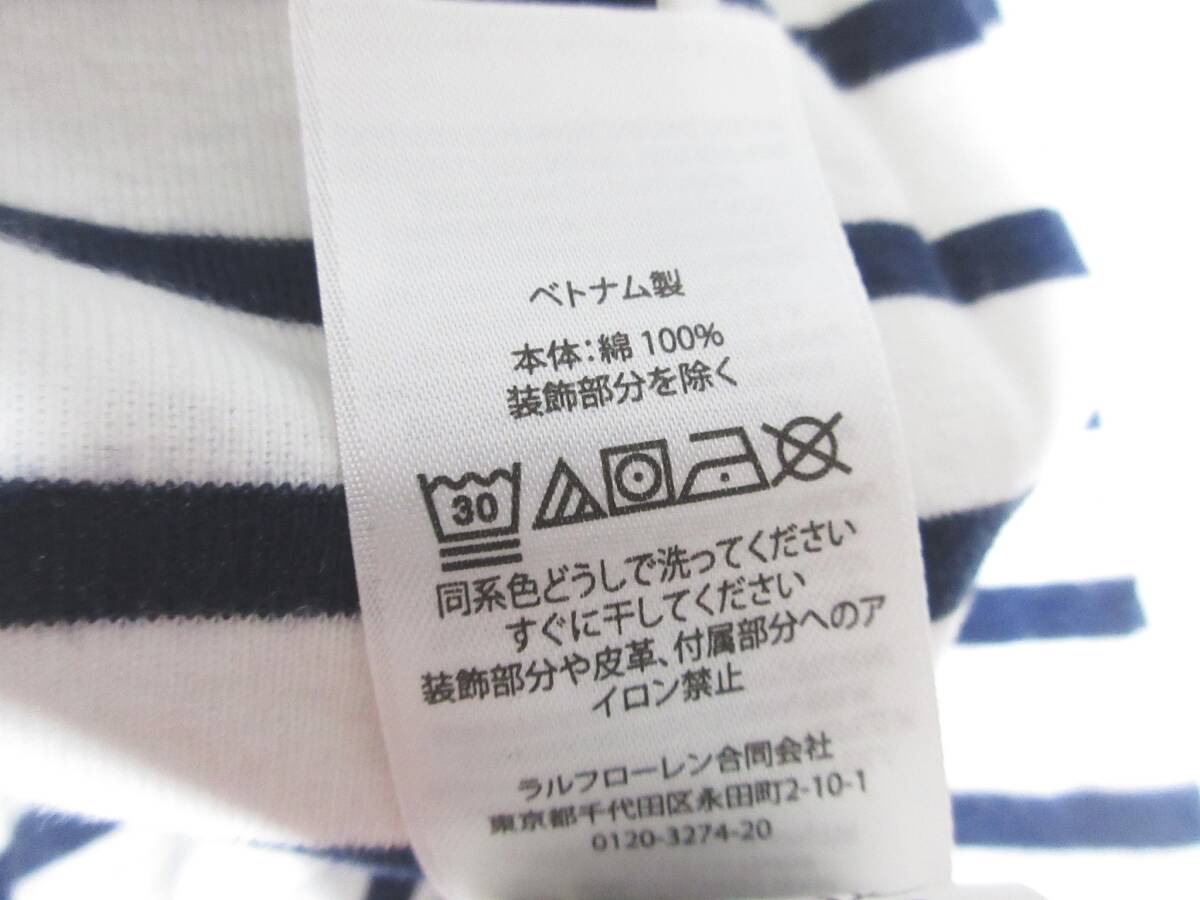 ベトナム製
本体：綿 100%
装飾部分を除く
30
同系色どうしで洗ってください
すぐに干してください
装飾部分や皮革、付属部分へのア
イロン禁止
ラルフローレン合同会社
東京都千代田区永田町2-10-1
0120-3274-20